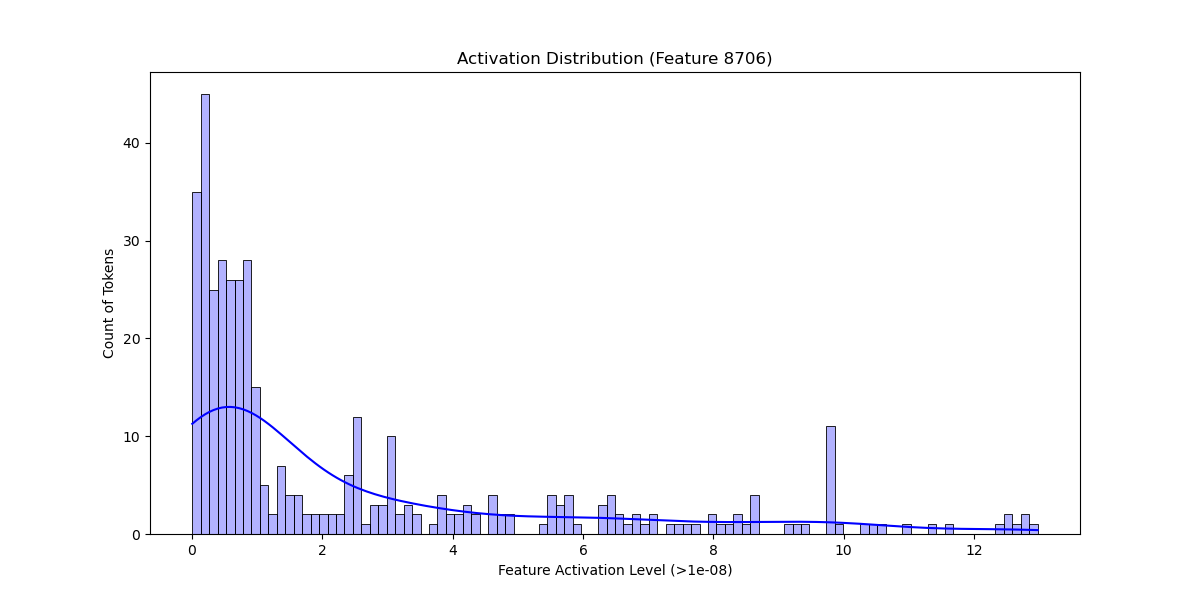 Activation Distribution (Feature 8706)
Count of Tokens
40
30
20
10
0
0 2 4 6 8 10 12
Feature Activation Level (>1e-08)